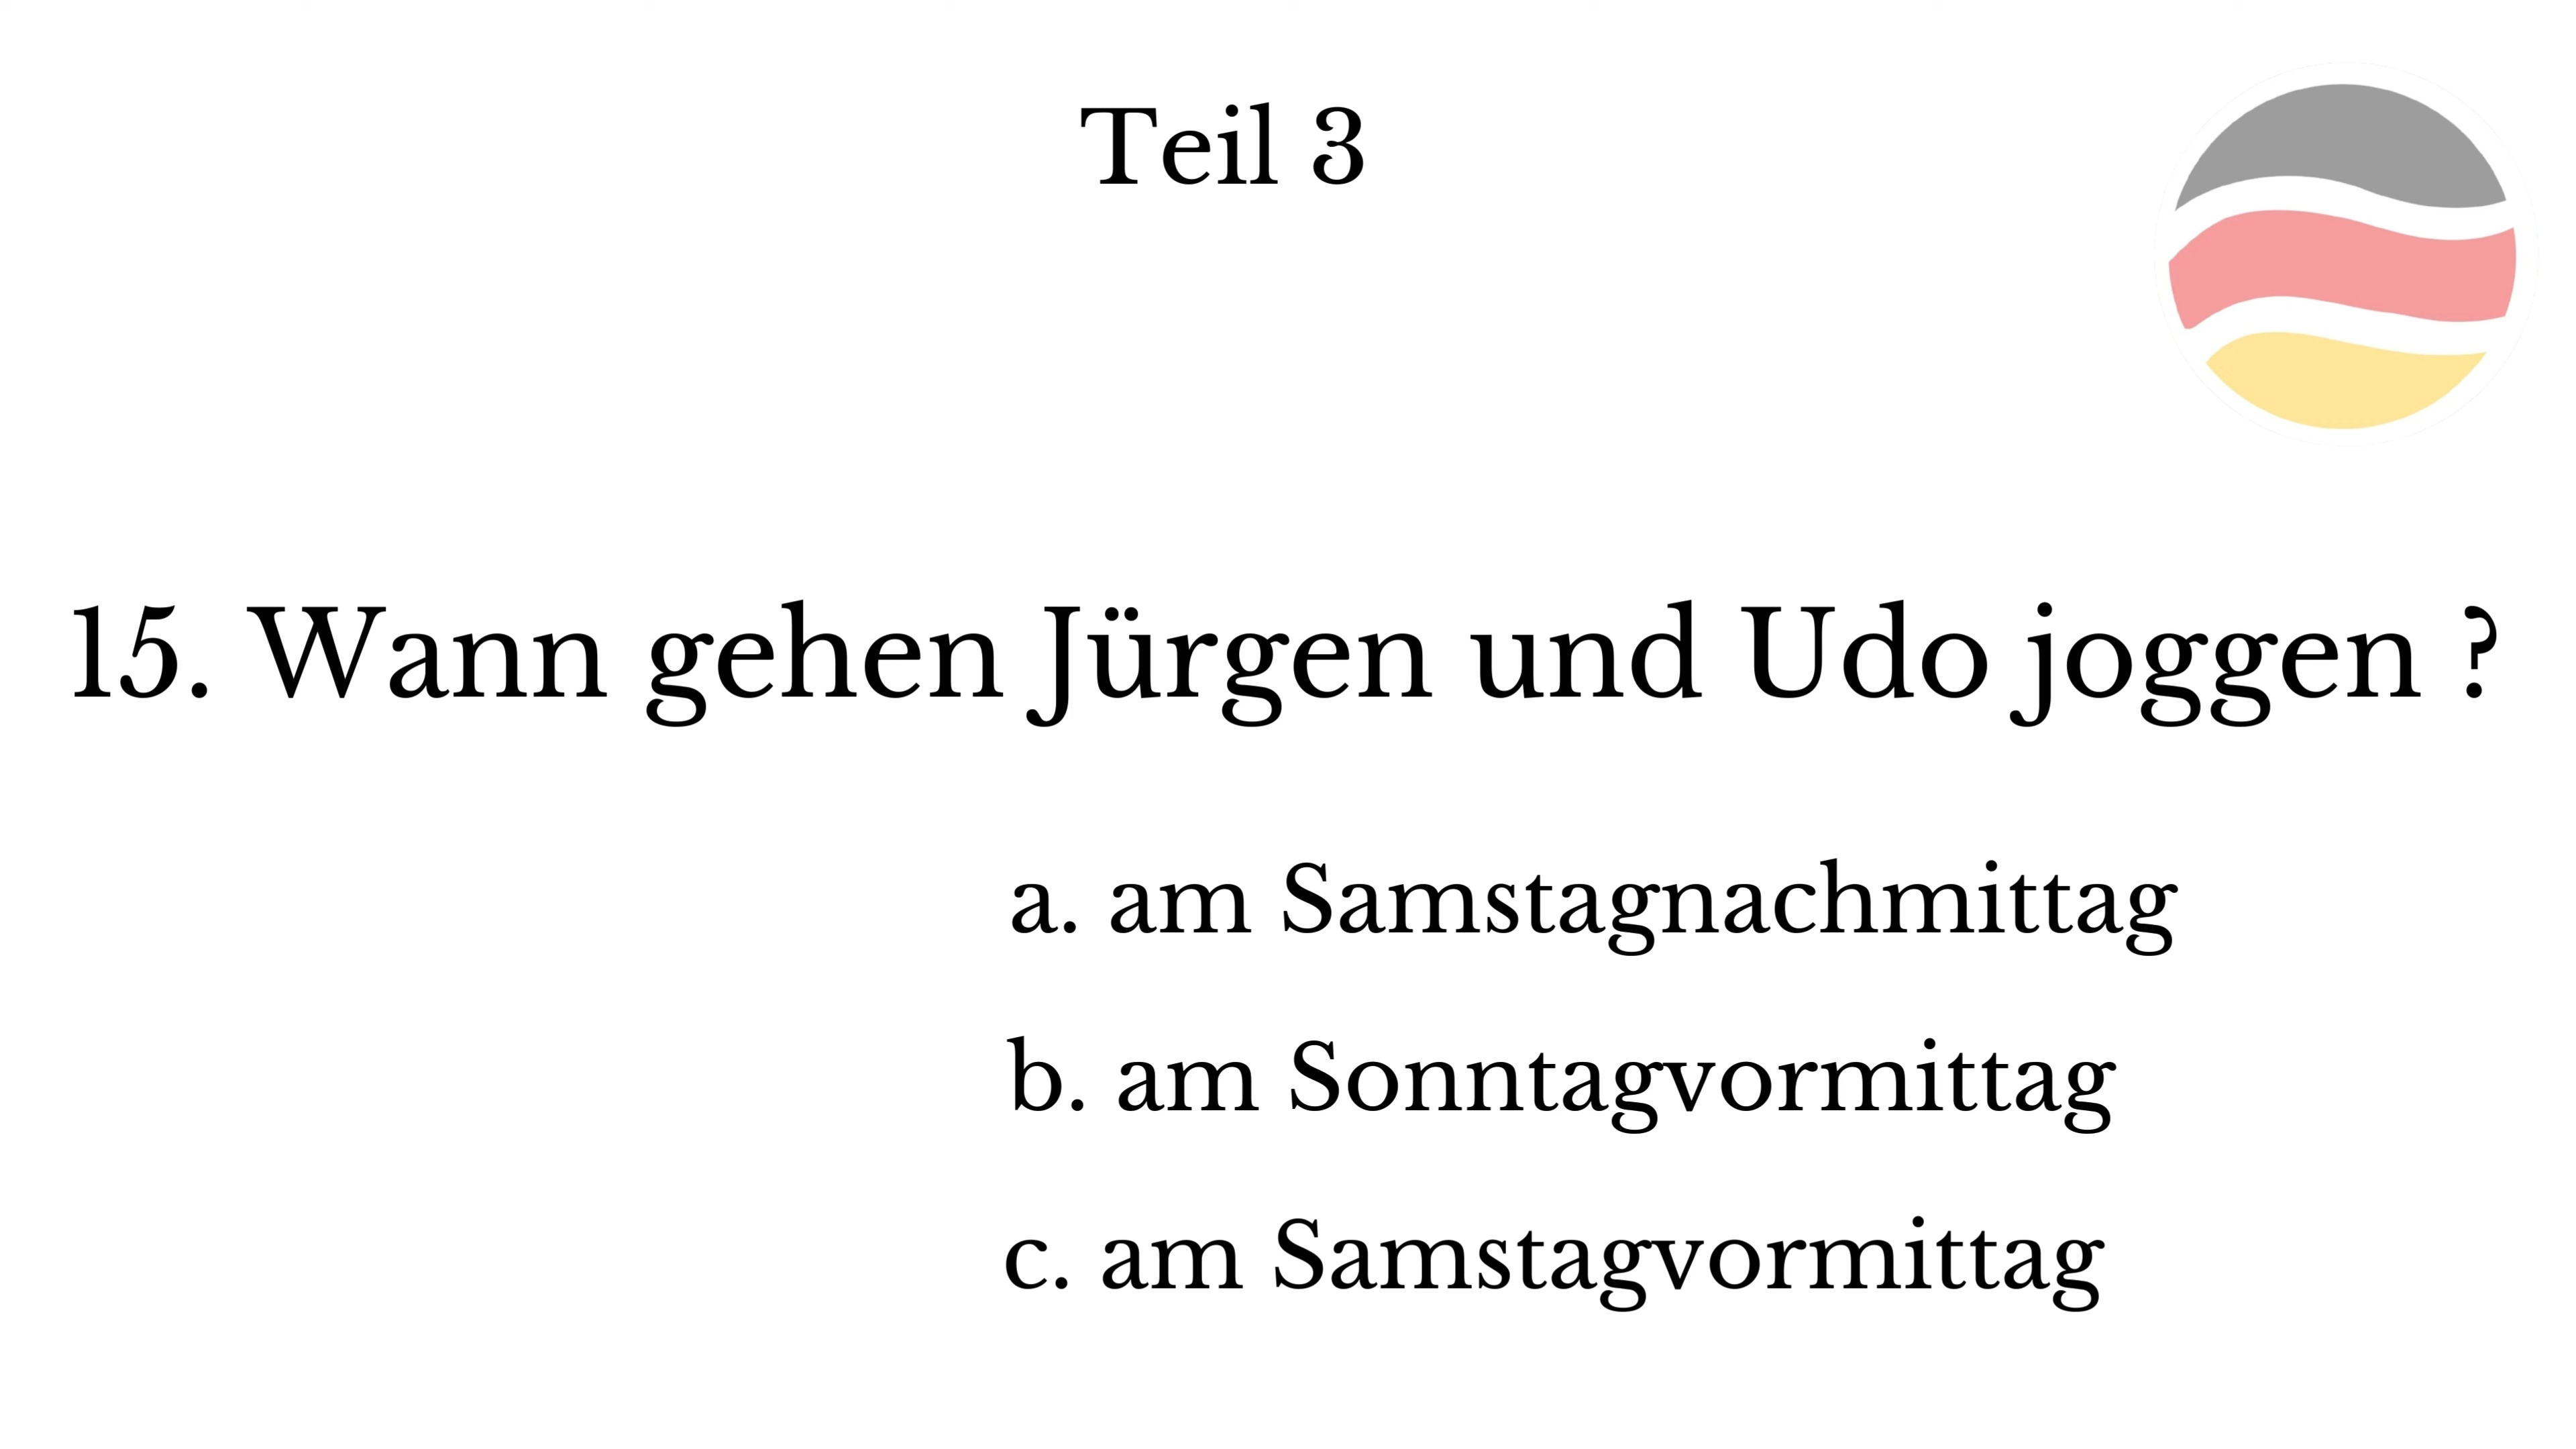 Teil 3
15. Wann gehen Jürgen und Udo joggen ?
a. am Samstagnachmittag
b. am Sonntagvormittag
c. am Samstagvormittag